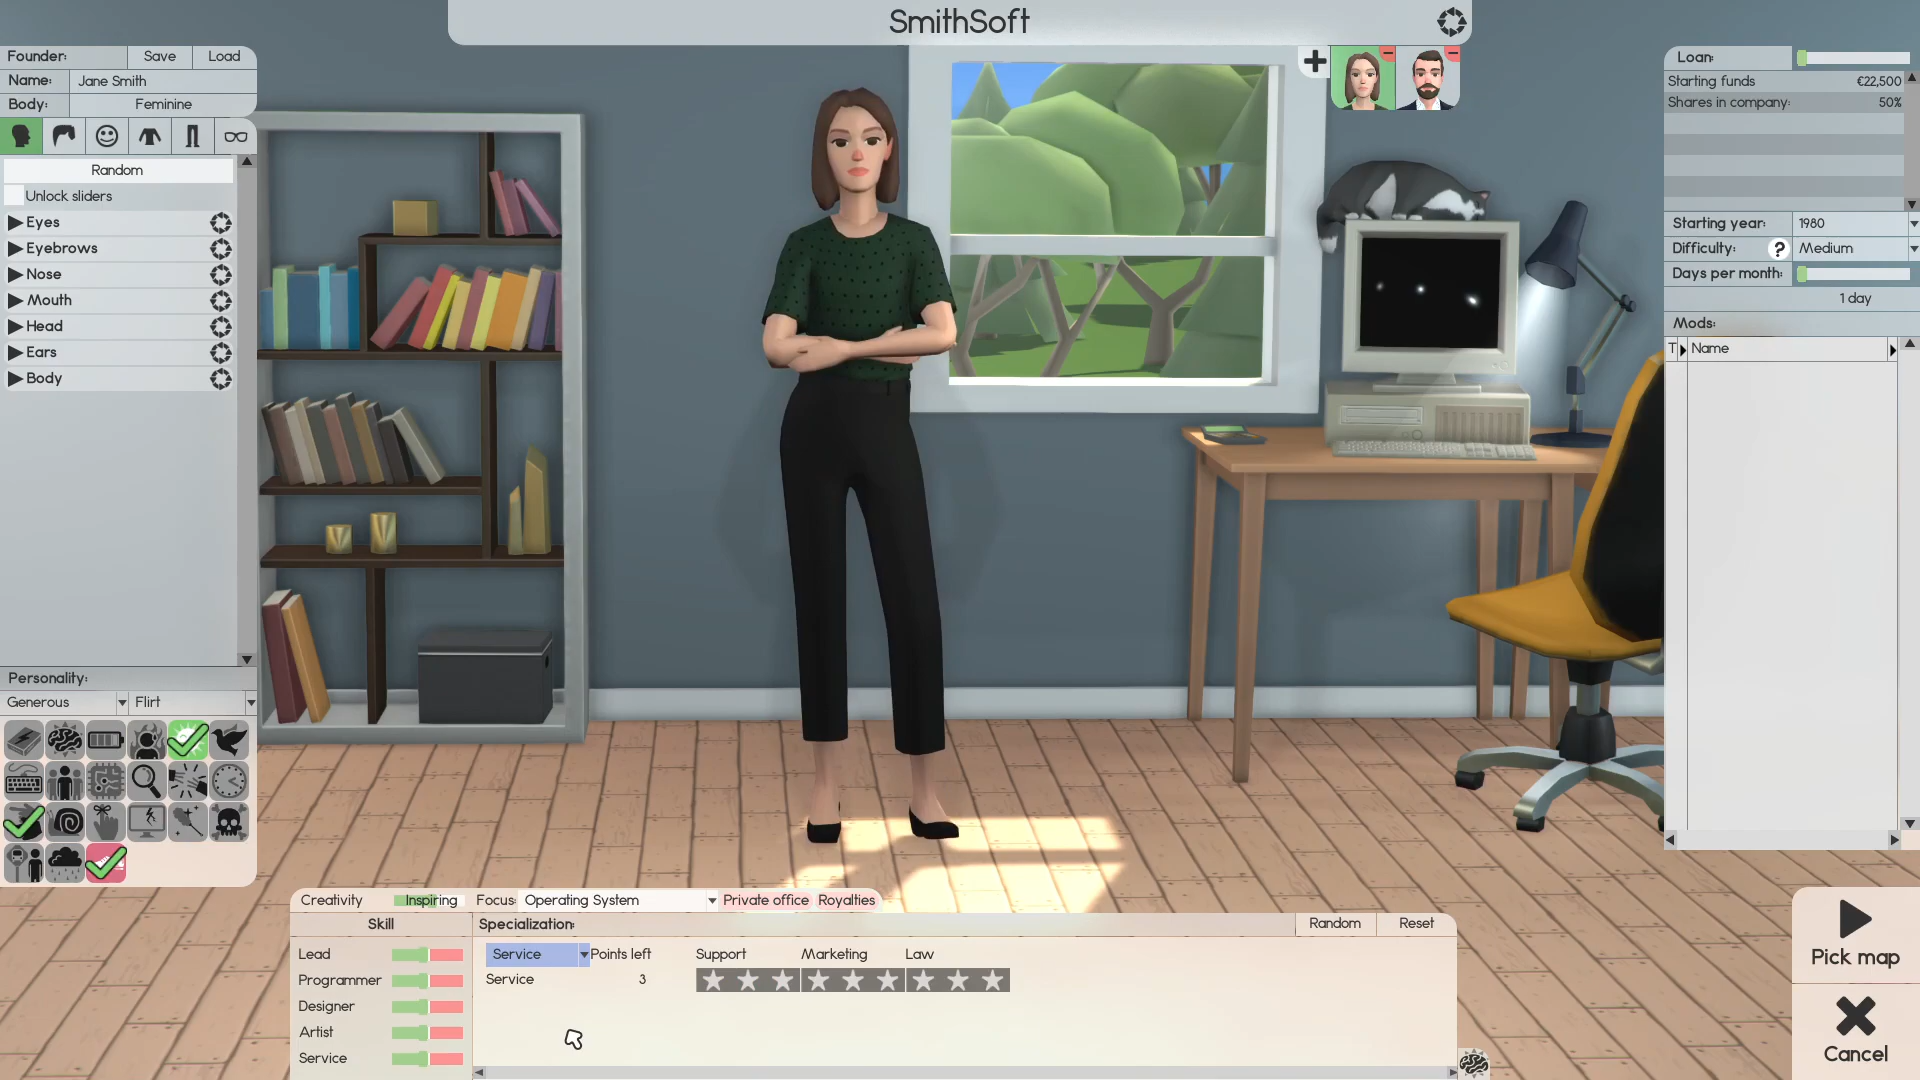 SmithSoft
Founder: Save Load
Name: Jane Smith
Body: Feminine
Random
Unlock sliders
Eyes
Eyebrows
Nose
Mouth
Head
Ears
Body
Personality:
Generous Flirt
Loan:
Starting funds €22,500
Shares in company: 50%
Starting year: 1980
Difficulty: ? Medium
Days per month:
1 day
Mods:
T Name
Creativity Inspiring Focus: Operating System Private office Royalties
Skill Specialization: Random Reset
Lead
Programmer
Designer
Artist
Service
Service Points left Support Marketing Law
Service 3
Pick map
Cancel